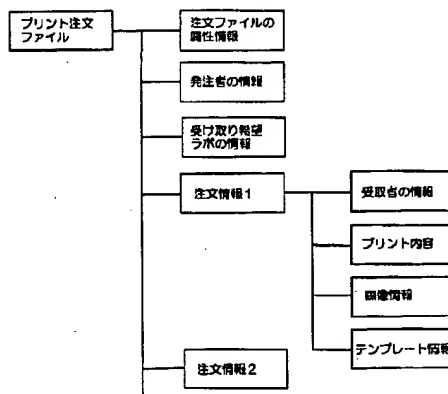 プリント注文
ファイル
注文ファイルの
属性情報
発注者の情報
受け取り希望
ラボの情報
注文情報1
受取者の情報
プリント内容
画像情報
テンプレート情報
注文情報2